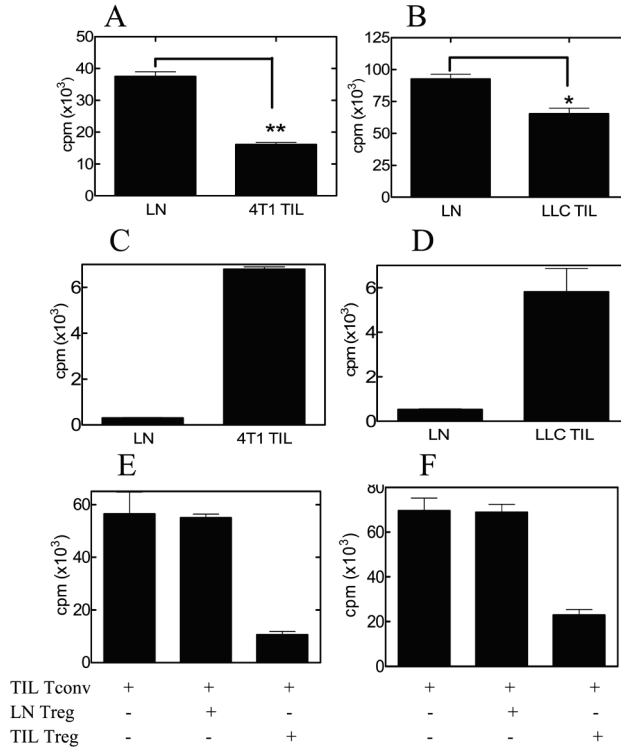 A
B
50
40
30
20
10
0
cpm (x10³)
**
LN 4T1 TIL
125
100
75
50
25
0
cpm (x10³)
*
LN LLC TIL
C
D
6
4
2
0
cpm (x10³)
LN 4T1 TIL
6
4
2
0
cpm (x10³)
LN LLC TIL
E
F
60
40
20
0
cpm (x10³)
80
60
40
20
0
cpm (x10³)
TIL Tconv + + + + + +
LN Treg - + - - + -
TIL Treg - - + - - +